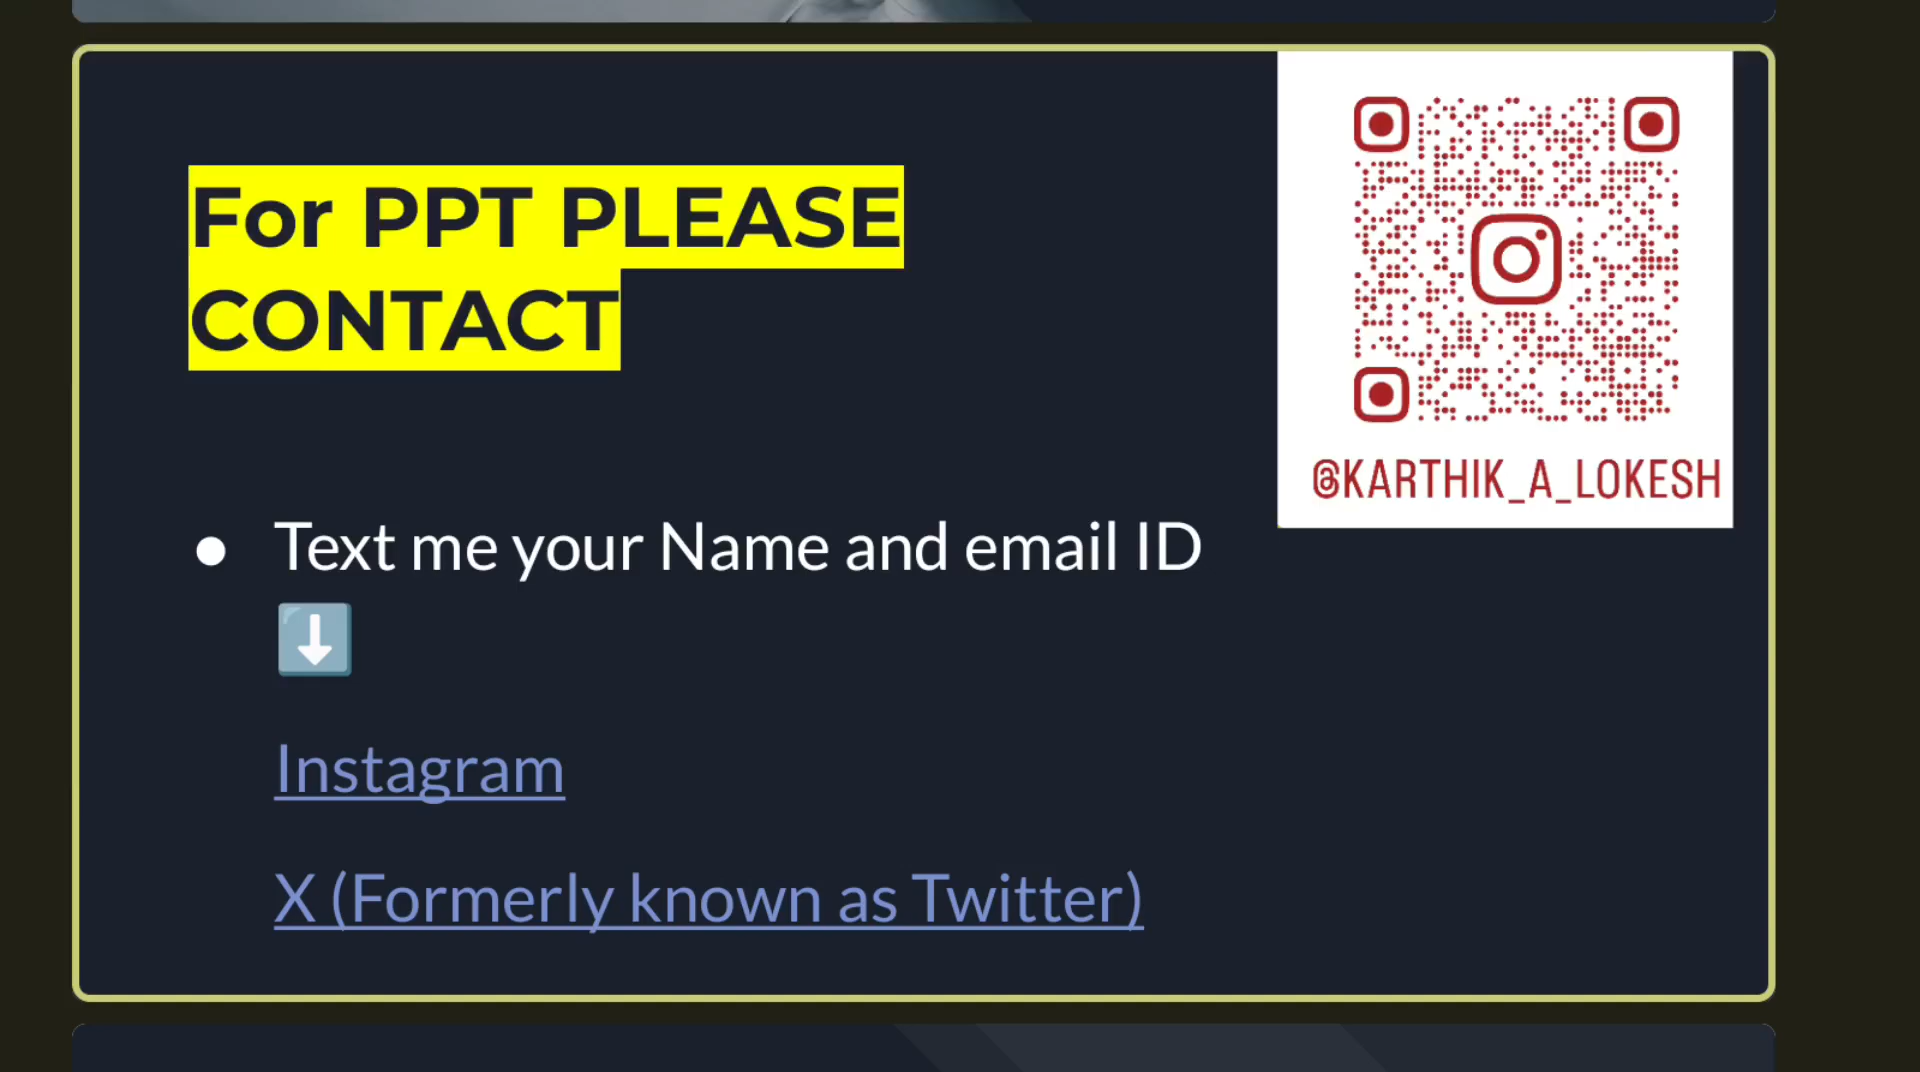 For PPT PLEASE
CONTACT
@KARTHIK_A_LOKESH
● Text me your Name and email ID
⬇️
Instagram
X (Formerly known as Twitter)